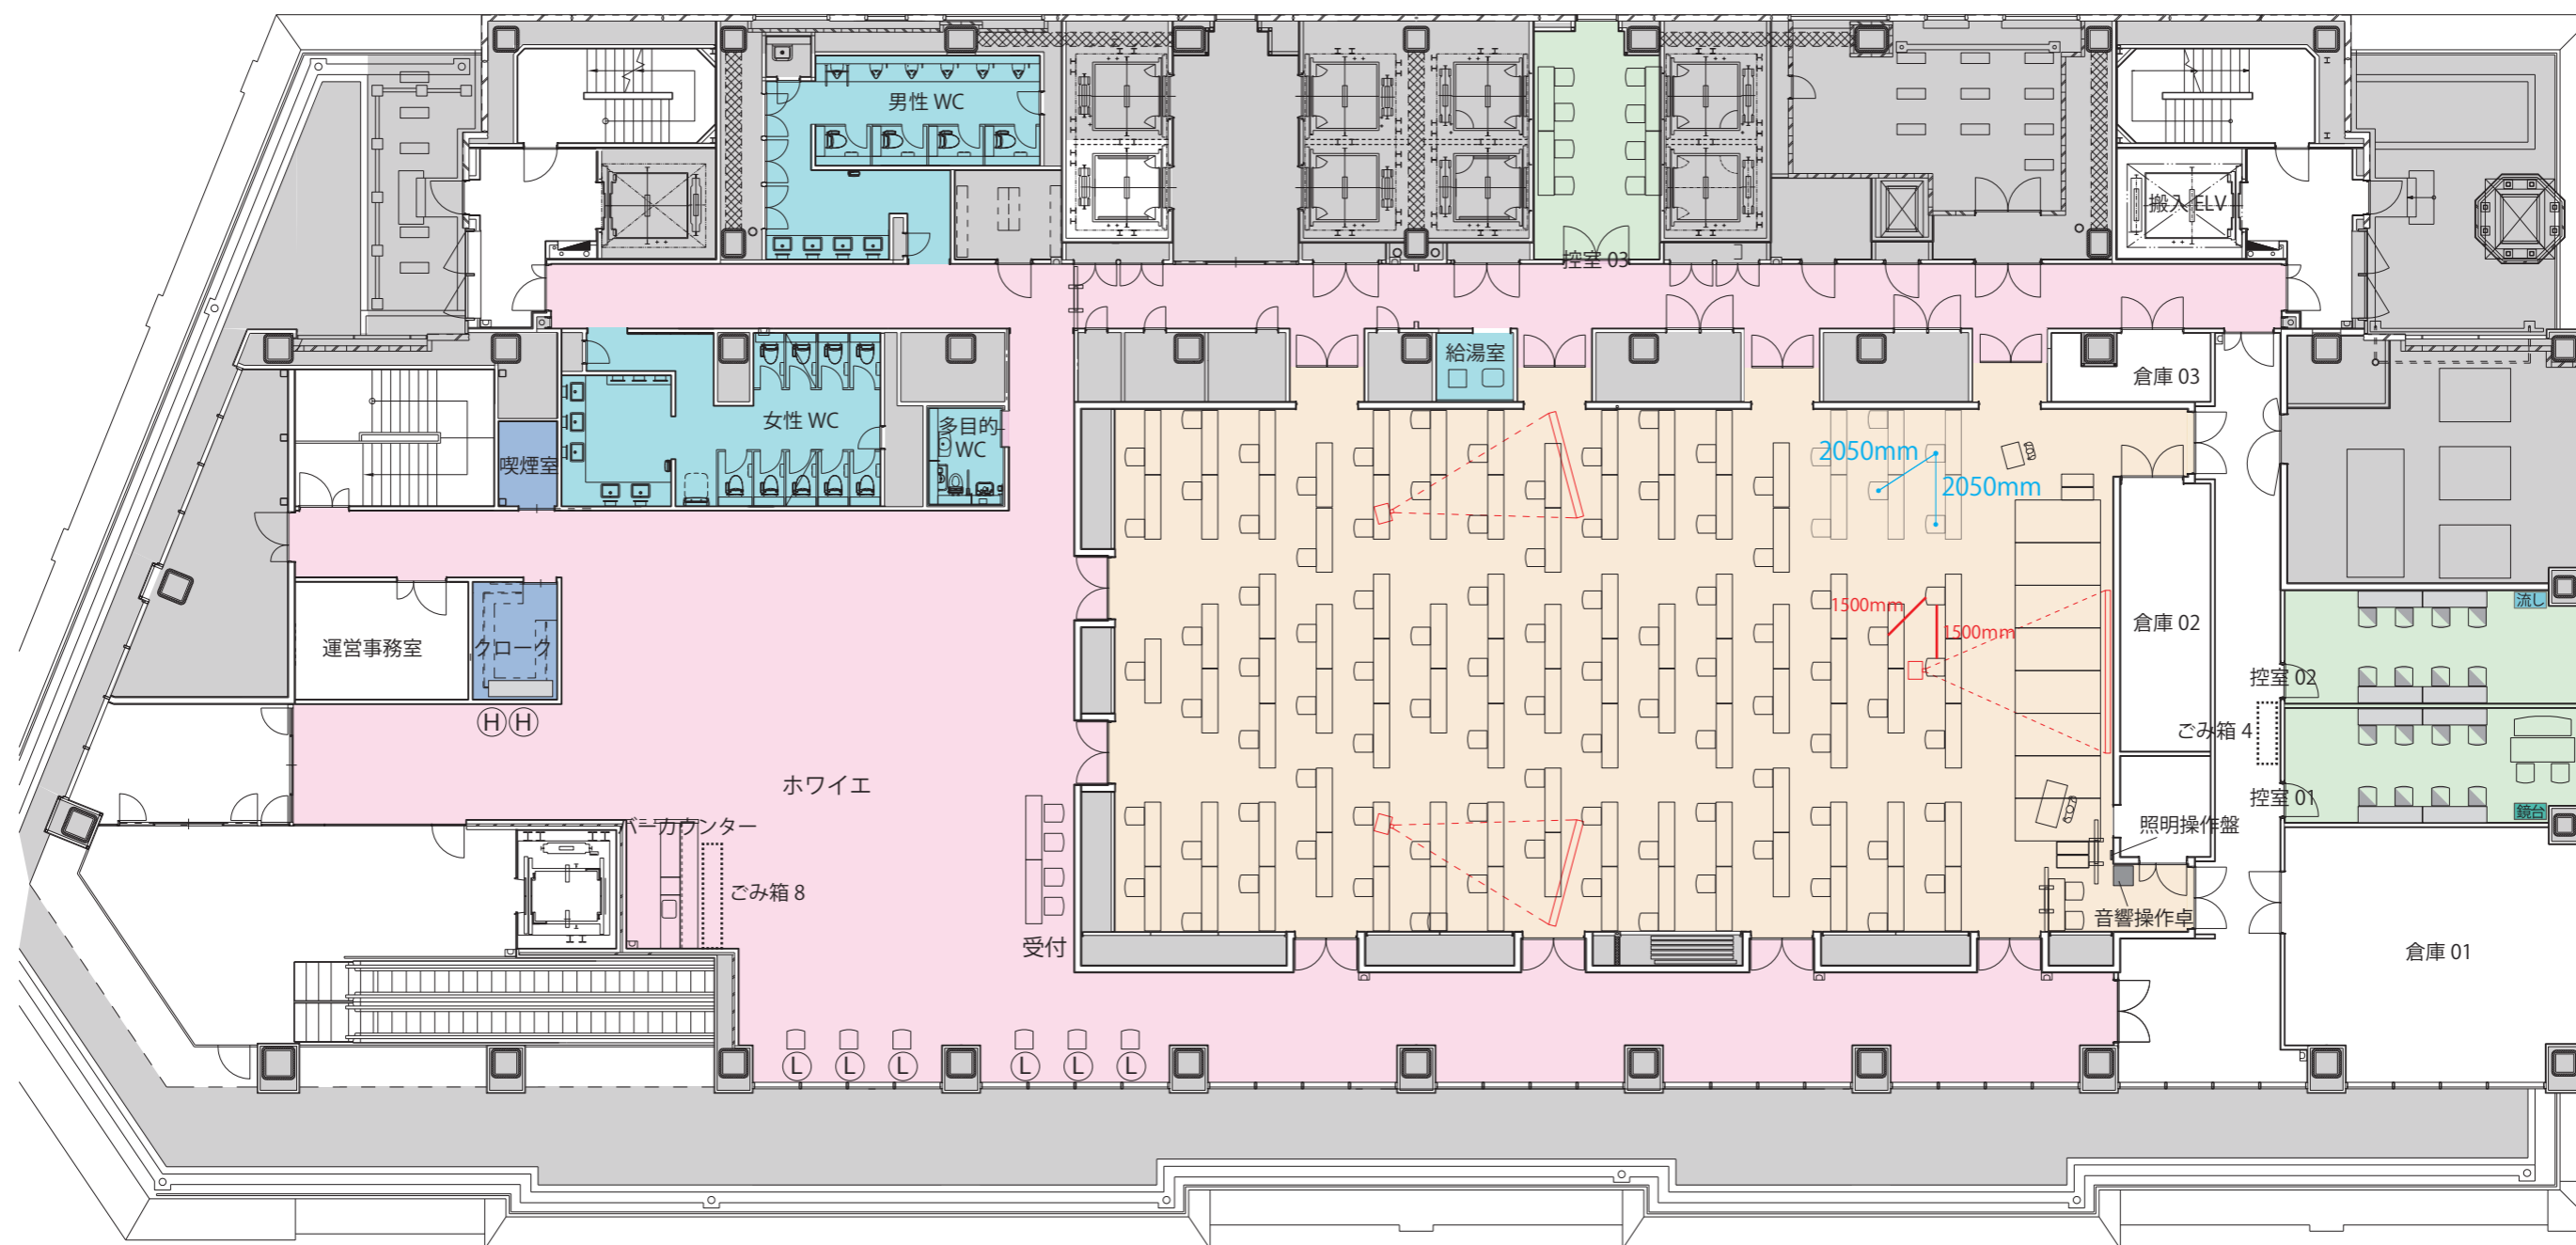 男性 WC
搬入 ELV
控室 03
給湯室
倉庫 03
女性 WC
多目的
WC
喫煙室
2050mm
2050mm
流し
1500mm
1500mm
倉庫 02
運営事務室
クローク
控室 02
H H
ごみ箱 4
ホワイエ
控室 01
鏡台
バーカウンター
照明操作盤
ごみ箱 8
音響操作卓
受付
倉庫 01
L L L L L L